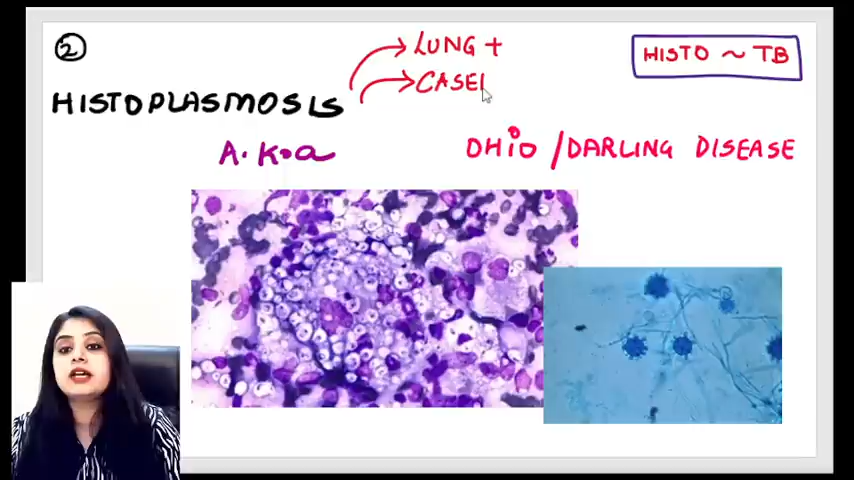 2
LUNG +
HISTO ~ TB
CASEI
HISTOPLASMOSIS
A.K.a
OHiO /DARLING DISEASE